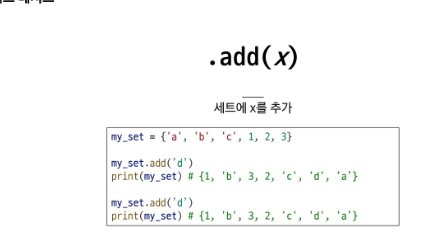 .add(x)
세트에 x를 추가
my_set = {'a', 'b', 'c', 1, 2, 3}
my_set.add('d')
print(my_set) # {1, 'b', 3, 2, 'c', 'd', 'a'}
my_set.add('d')
print(my_set) # {1, 'b', 3, 2, 'c', 'd', 'a'}